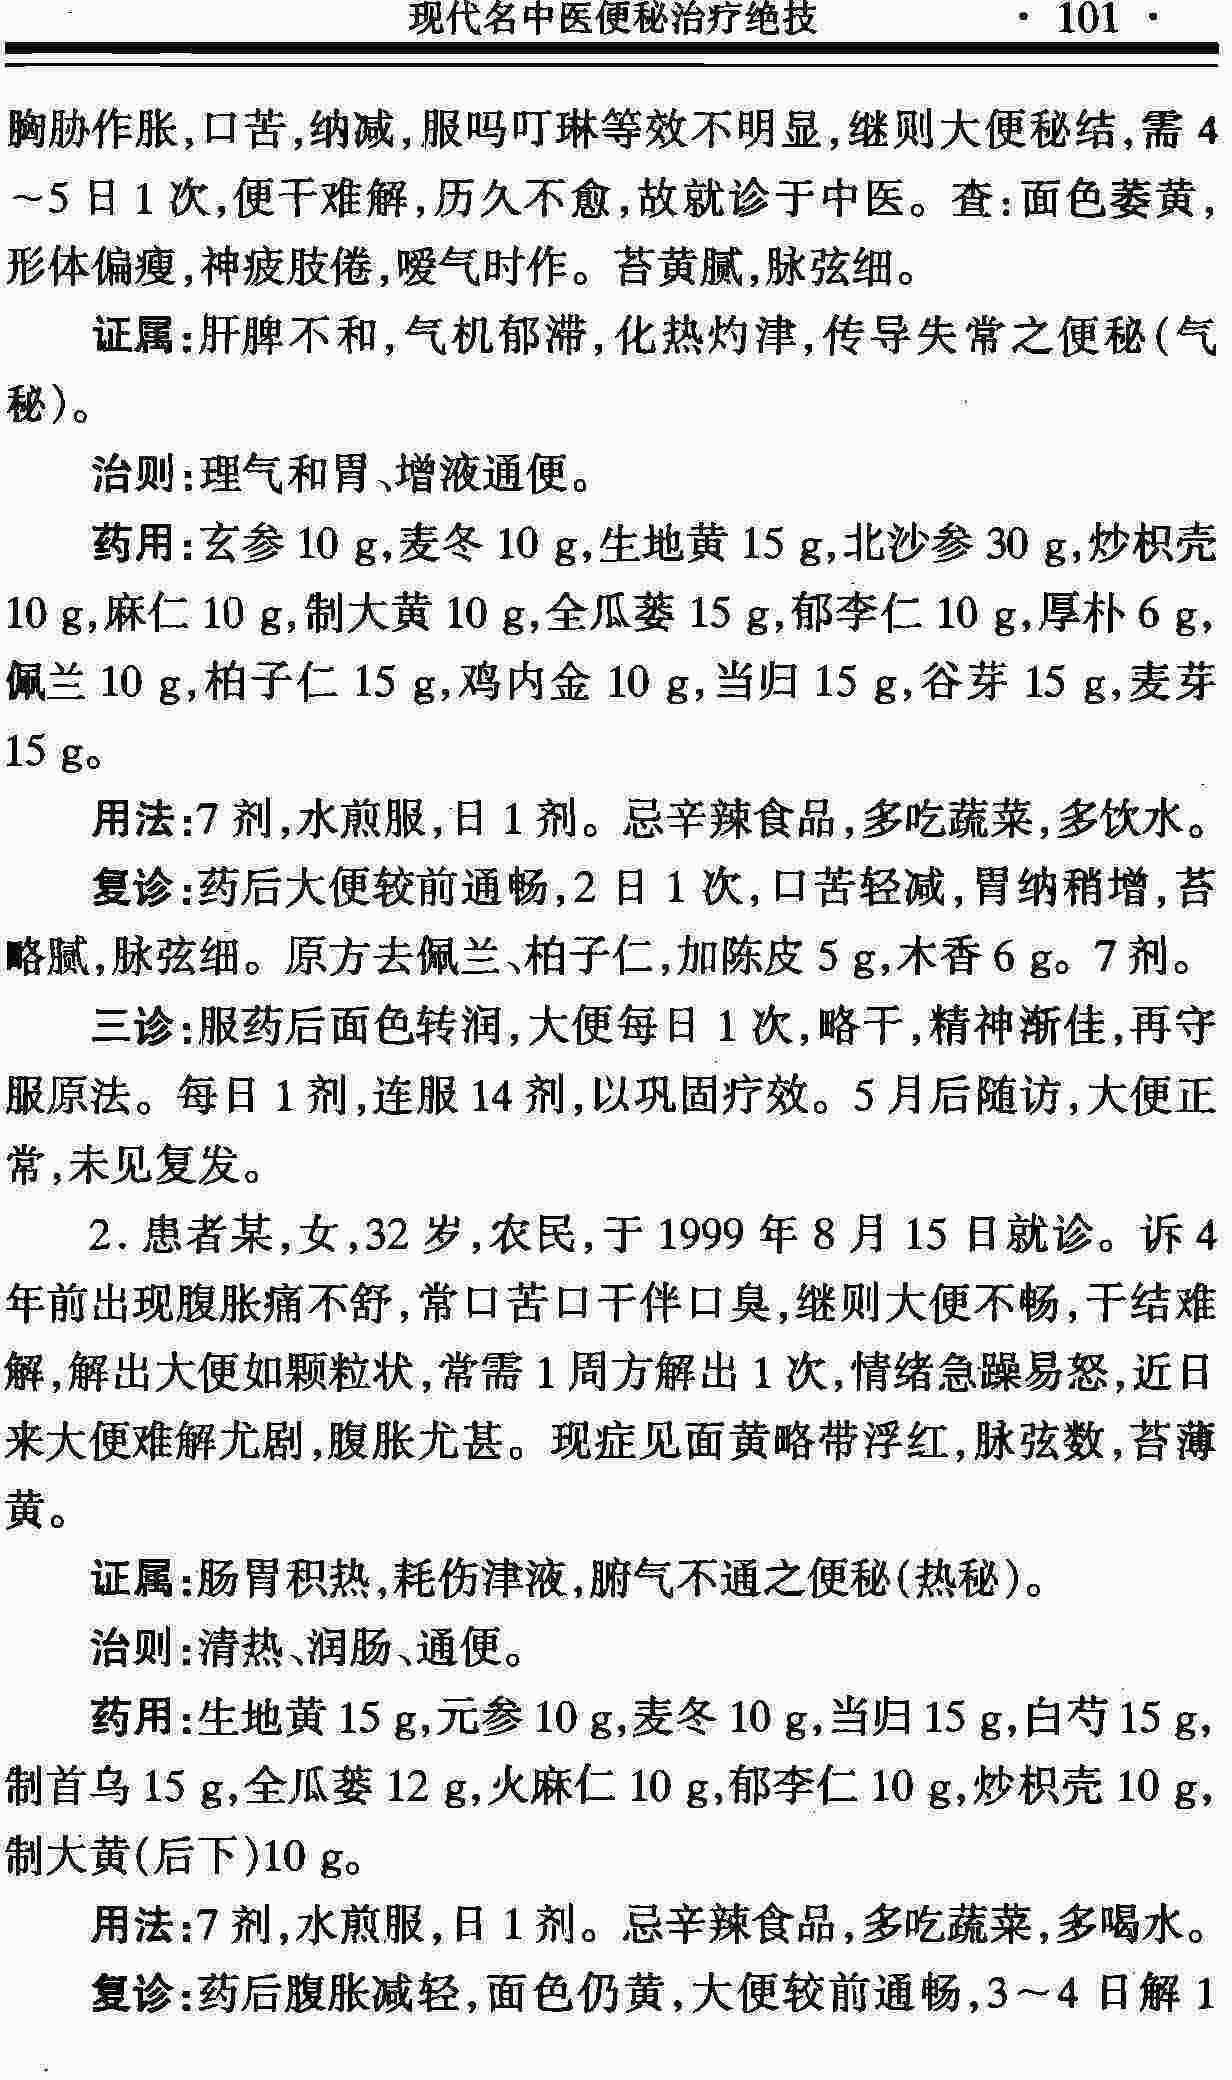 现代名中医便秘治疗绝技 · 101 ·
胸胁作胀,口苦,纳减,服吗叮琳等效不明显,继则大便秘结,需 4
～5 日 1 次,便干难解,历久不愈,故就诊于中医。查:面色萎黄,
形体偏瘦,神疲肢倦,嗳气时作。苔黄腻,脉弦细。
证属:肝脾不和,气机郁滞,化热灼津,传导失常之便秘(气
秘)。
治则:理气和胃、增液通便。
药用:玄参 10 g,麦冬 10 g,生地黄 15 g,北沙参 30 g,炒枳壳
10 g,麻仁 10 g,制大黄 10 g,全瓜蒌 15 g,郁李仁 10 g,厚朴 6 g,
佩兰 10 g,柏子仁 15 g,鸡内金 10 g,当归 15 g,谷芽 15 g,麦芽
15 g。
用法:7 剂,水煎服,日 1 剂。忌辛辣食品,多吃蔬菜,多饮水。
复诊:药后大便较前通畅,2 日 1 次,口苦轻减,胃纳稍增,苔
略腻,脉弦细。原方去佩兰、柏子仁,加陈皮 5 g,木香 6 g。7 剂。
三诊:服药后面色转润,大便每日 1 次,略干,精神渐佳,再守
服原法。每日 1 剂,连服 14 剂,以巩固疗效。5 月后随访,大便正
常,未见复发。
2. 患者某,女,32 岁,农民,于 1999 年 8 月 15 日就诊。诉 4
年前出现腹胀痛不舒,常口苦口干伴口臭,继则大便不畅,干结难
解,解出大便如颗粒状,常需 1 周方解出 1 次,情绪急躁易怒,近日
来大便难解尤剧,腹胀尤甚。现症见面黄略带浮红,脉弦数,苔薄
黄。
证属:肠胃积热,耗伤津液,腑气不通之便秘(热秘)。
治则:清热、润肠、通便。
药用:生地黄 15 g,元参 10 g,麦冬 10 g,当归 15 g,白芍 15 g,
制首乌 15 g,全瓜蒌 12 g,火麻仁 10 g,郁李仁 10 g,炒枳壳 10 g,
制大黄(后下)10 g。
用法:7 剂,水煎服,日 1 剂。忌辛辣食品,多吃蔬菜,多喝水。
复诊:药后腹胀减轻,面色仍黄,大便较前通畅,3～4 日解 1